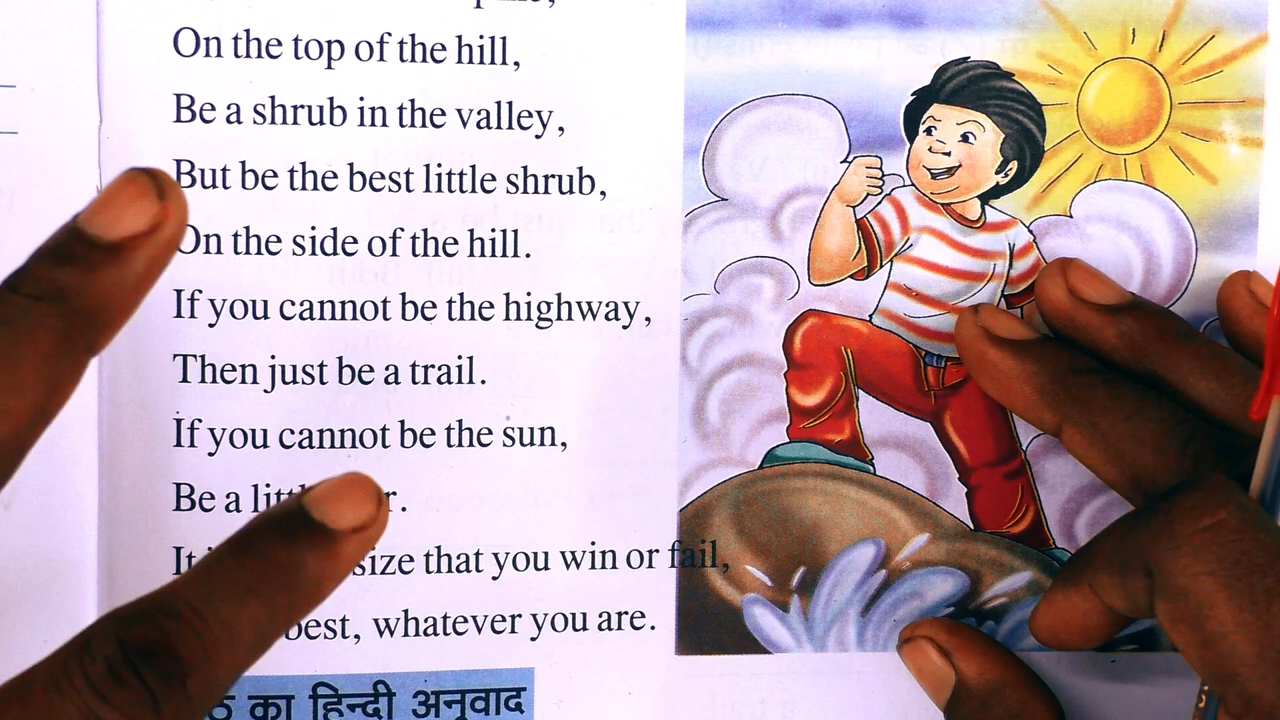 On the top of the hill,
Be a shrub in the valley,
But be the best little shrub,
On the side of the hill.
If you cannot be the highway,
Then just be a trail.
If you cannot be the sun,
Be a
It size that you win or fail,
best, whatever you are.
का हिन्दी अनुवाद